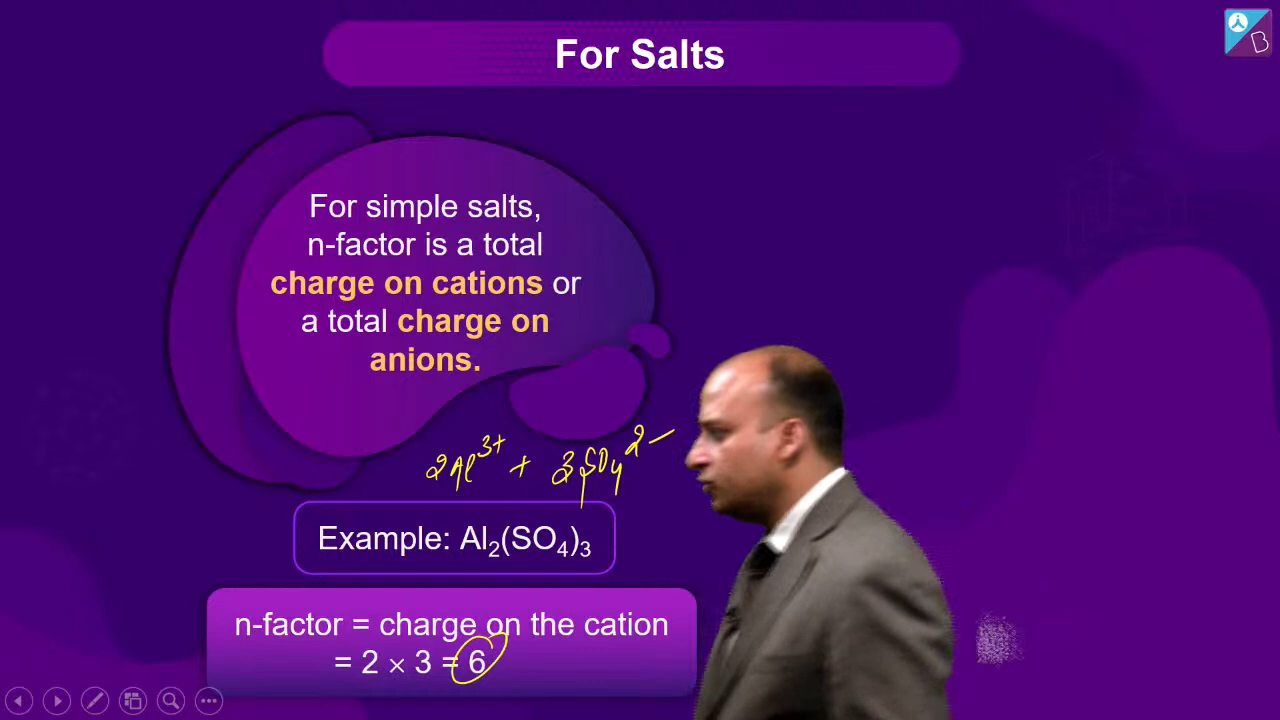 For Salts
For simple salts,
n-factor is a total
charge on cations or
a total charge on
anions.
2Al³⁺ + 3SO₄²⁻
Example: Al₂(SO₄)₃
n-factor = charge on the cation
= 2 × 3 = 6
B